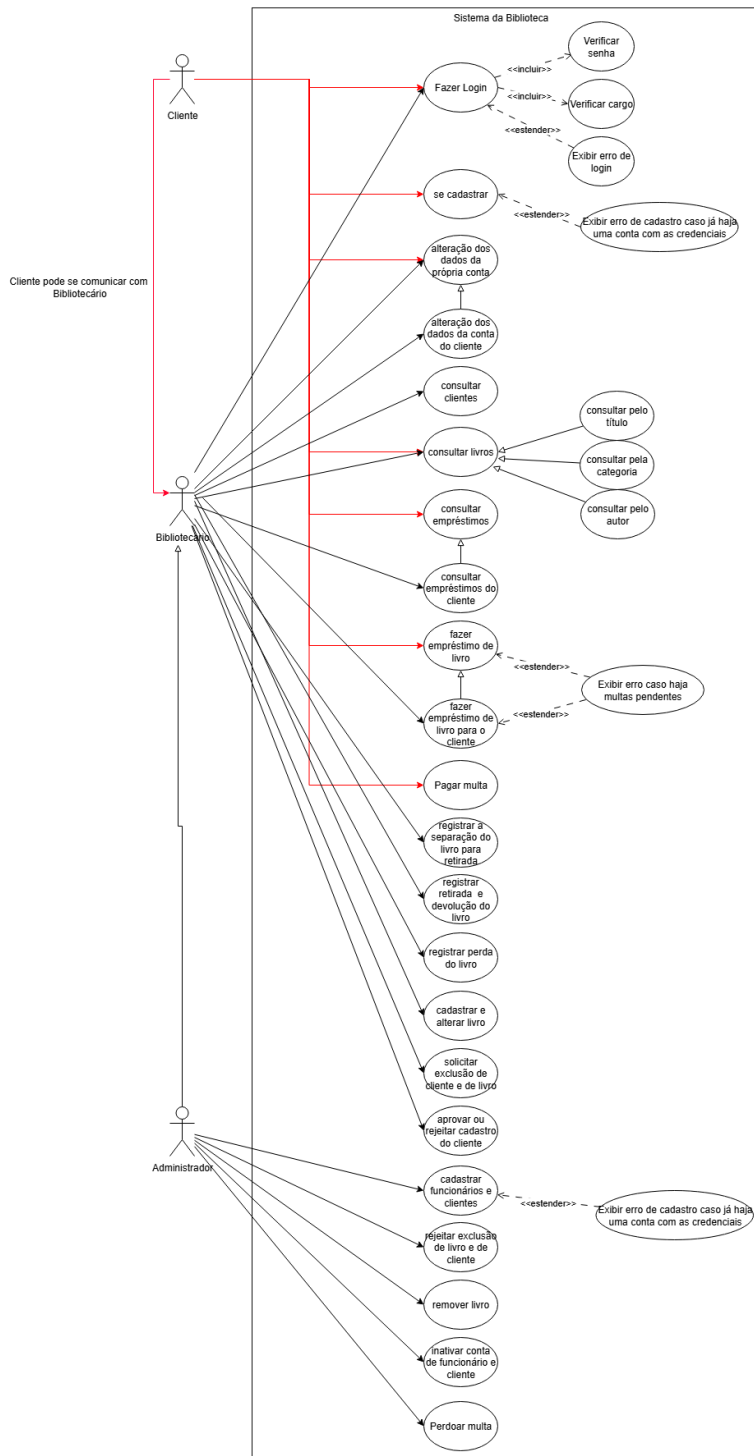 Sistema da Biblioteca
Cliente
Cliente pode se comunicar com
Bibliotecário
Bibliotecário
Administrador
Fazer Login
<<incluir>>
Verificar
senha
<<incluir>>
Verificar cargo
<<estender>>
Exibir erro de
login
se cadastrar
<<estender>>
Exibir erro de cadastro caso já haja
uma conta com as credenciais
alteração dos
dados da
própria conta
alteração dos
dados da conta
do cliente
consultar
clientes
consultar livros
consultar pelo
título
consultar pela
categoria
consultar pelo
autor
consultar
empréstimos
consultar
empréstimos do
cliente
fazer
empréstimo de
livro
<<estender>>
Exibir erro caso haja
multas pendentes
<<estender>>
fazer
empréstimo de
livro para o
cliente
Pagar multa
registrar a
separação do
livro para
retirada
registrar
retirada e
devolução do
livro
registrar perda
do livro
cadastrar e
alterar livro
solicitar
exclusão de
cliente e de livro
aprovar ou
rejeitar cadastro
do cliente
cadastrar
funcionários e
clientes
<<estender>>
Exibir erro de cadastro caso já haja
uma conta com as credenciais
rejeitar exclusão
de livro e de
cliente
remover livro
inativar conta
de funcionário e
cliente
Perdoar multa